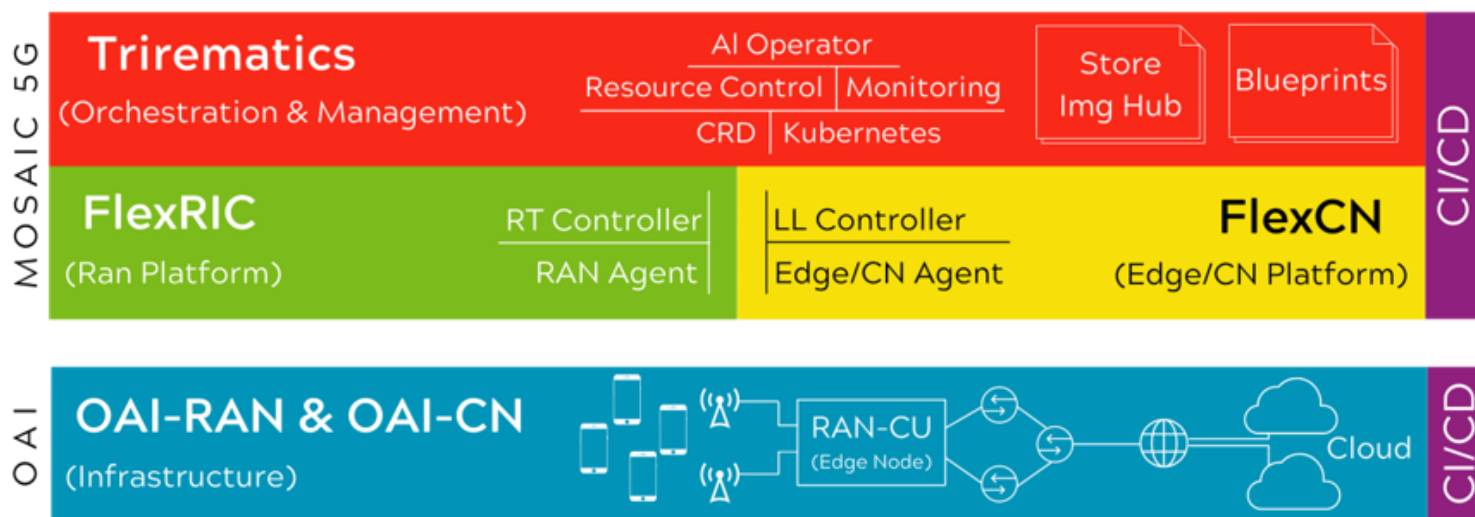 MOSAIC 5G
Trirematics
(Orchestration & Management)
AI Operator
Resource Control
Monitoring
CRD
Kubernetes
Store
Img Hub
Blueprints
CI/CD
FlexRIC
(Ran Platform)
RT Controller
RAN Agent
LL Controller
Edge/CN Agent
FlexCN
(Edge/CN Platform)
OAI
OAI-RAN & OAI-CN
(Infrastructure)
RAN-CU
(Edge Node)
Cloud
CI/CD